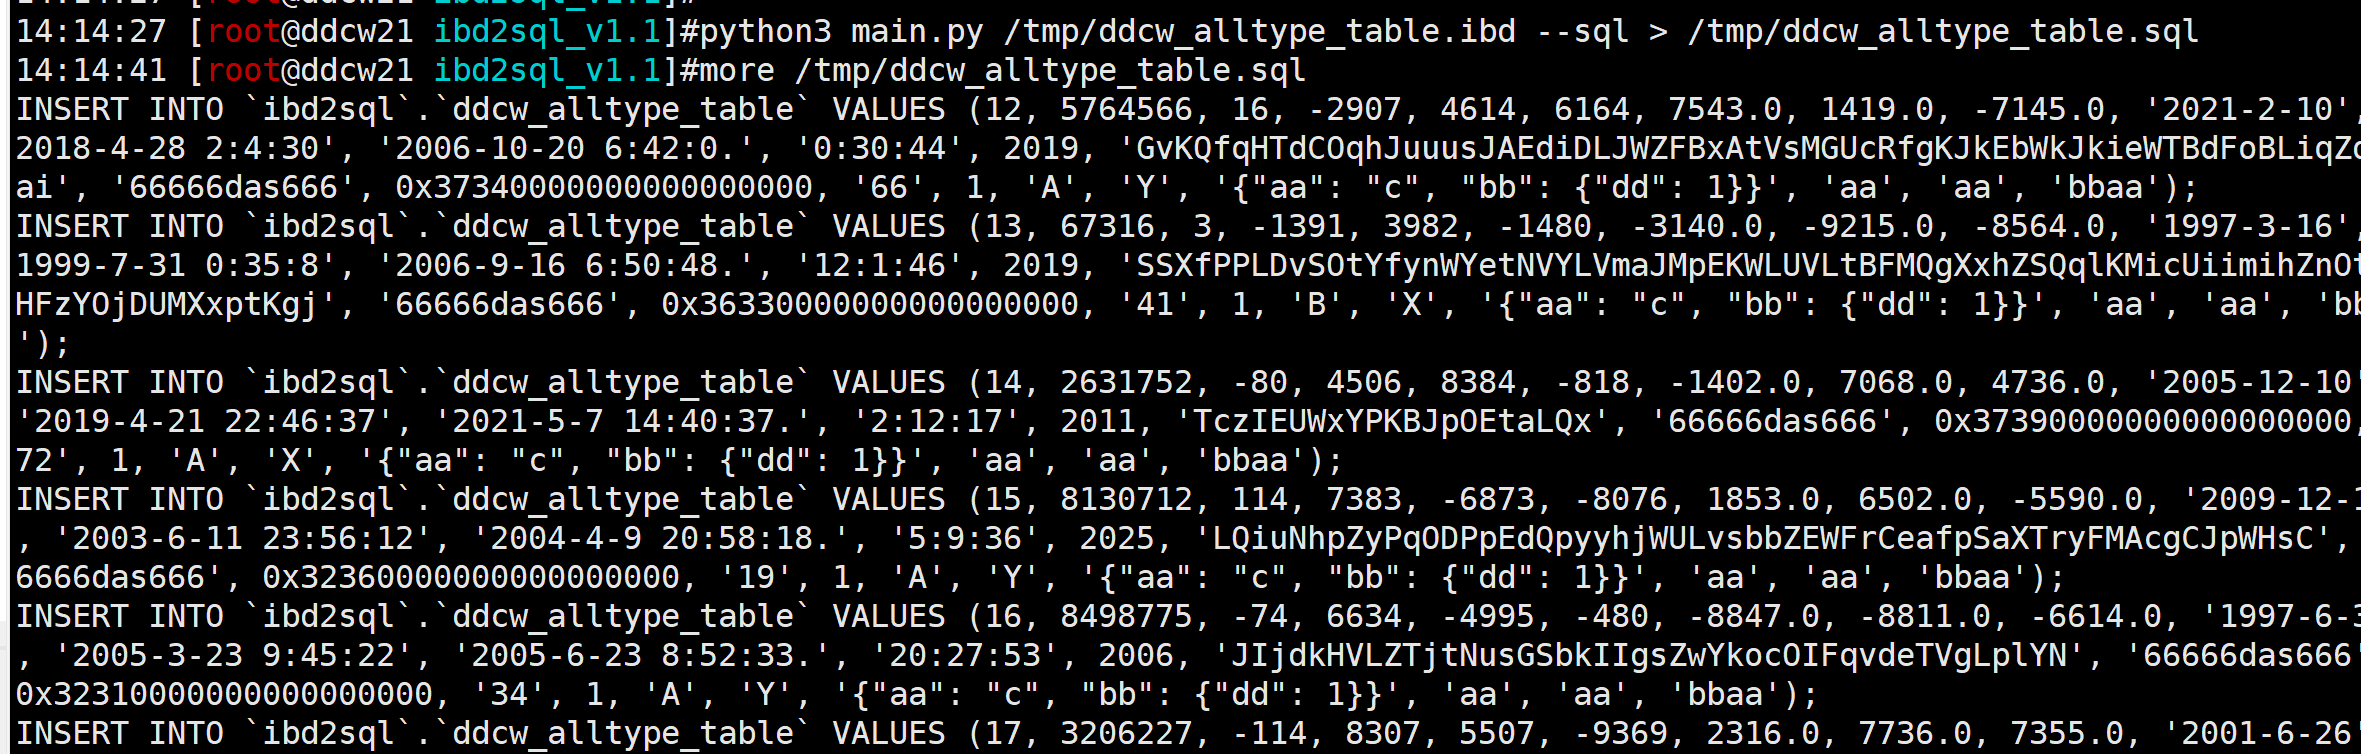 14:14:27 [root@ddcw21 ibd2sql_v1.1]#python3 main.py /tmp/ddcw_alltype_table.ibd --sql > /tmp/ddcw_alltype_table.sql
14:14:41 [root@ddcw21 ibd2sql_v1.1]#more /tmp/ddcw_alltype_table.sql
INSERT INTO `ibd2sql`.`ddcw_alltype_table` VALUES (12, 5764566, 16, -2907, 4614, 6164, 7543.0, 1419.0, -7145.0, '2021-2-10',
2018-4-28 2:4:30', '2006-10-20 6:42:0.', '0:30:44', 2019, 'GvKQfqHTdCOqhJuuusJAEdiDLJWZFBxAtVsMGUcRfgKJkEbWkJkieWTBdFoBLiqZ
ai', '66666das666', 0x37340000000000000000, '66', 1, 'A', 'Y', '{"aa": "c", "bb": {"dd": 1}}', 'aa', 'aa', 'bbaa');
INSERT INTO `ibd2sql`.`ddcw_alltype_table` VALUES (13, 67316, 3, -1391, 3982, -1480, -3140.0, -9215.0, -8564.0, '1997-3-16',
1999-7-31 0:35:8', '2006-9-16 6:50:48.', '12:1:46', 2019, 'SSXfPPLDvSOtYfynWYetNVYLVmaJMpEKWLUVLtBFMQgXxhZSQqlKMicUiimihZnOt
HFzYOjDUMXxptKgj', '66666das666', 0x36330000000000000000, '41', 1, 'B', 'X', '{"aa": "c", "bb": {"dd": 1}}', 'aa', 'aa', 'bb
');
INSERT INTO `ibd2sql`.`ddcw_alltype_table` VALUES (14, 2631752, -80, 4506, 8384, -818, -1402.0, 7068.0, 4736.0, '2005-12-10'
'2019-4-21 22:46:37', '2021-5-7 14:40:37.', '2:12:17', 2011, 'TczIEUWxYPKBJpOEtaLQx', '66666das666', 0x37390000000000000000,
72', 1, 'A', 'X', '{"aa": "c", "bb": {"dd": 1}}', 'aa', 'aa', 'bbaa');
INSERT INTO `ibd2sql`.`ddcw_alltype_table` VALUES (15, 8130712, 114, 7383, -6873, -8076, 1853.0, 6502.0, -5590.0, '2009-12-1
, '2003-6-11 23:56:12', '2004-4-9 20:58:18.', '5:9:36', 2025, 'LQiuNhpZyPqODPpEdQpyyhjWULvsbbZEWFrCeafpSaXTryFMAcgCJpWHsC',
6666das666', 0x32360000000000000000, '19', 1, 'A', 'Y', '{"aa": "c", "bb": {"dd": 1}}', 'aa', 'aa', 'bbaa');
INSERT INTO `ibd2sql`.`ddcw_alltype_table` VALUES (16, 8498775, -74, 6634, -4995, -480, -8847.0, -8811.0, -6614.0, '1997-6-3
, '2005-3-23 9:45:22', '2005-6-23 8:52:33.', '20:27:53', 2006, 'JIjdkHVLZTjtNusGSbkIIgsZwYkocOIFqvdeTVgLplYN', '66666das666'
0x32310000000000000000, '34', 1, 'A', 'Y', '{"aa": "c", "bb": {"dd": 1}}', 'aa', 'aa', 'bbaa');
INSERT INTO `ibd2sql`.`ddcw_alltype_table` VALUES (17, 3206227, -114, 8307, 5507, -9369, 2316.0, 7736.0, 7355.0, '2001-6-26'